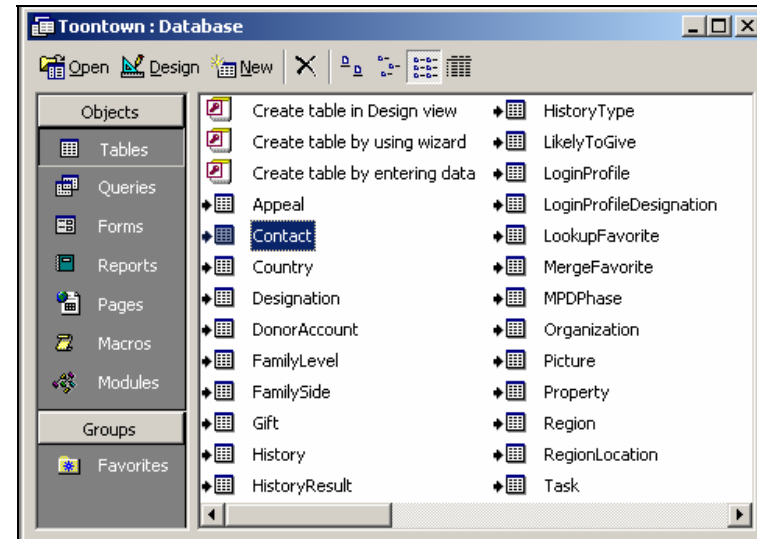 Toontown : Database
Open Design New
Objects
Tables
Queries
Forms
Reports
Pages
Macros
Modules
Groups
Favorites
Create table in Design view
Create table by using wizard
Create table by entering data
Appeal
Contact
Country
Designation
DonorAccount
FamilyLevel
FamilySide
Gift
History
HistoryResult
HistoryType
LikelyToGive
LoginProfile
LoginProfileDesignation
LookupFavorite
MergeFavorite
MPDPhase
Organization
Picture
Property
Region
RegionLocation
Task